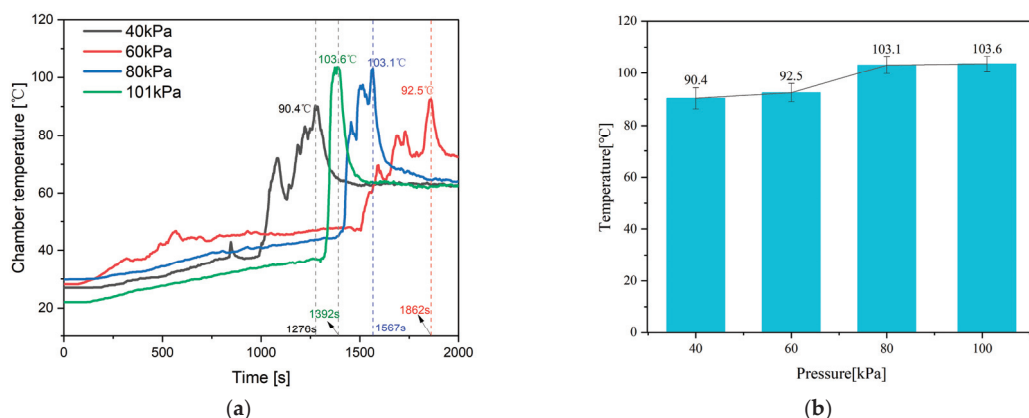 120
100
80
60
40
20
Chamber temperature [℃]
40kPa
60kPa
80kPa
101kPa
103.6℃
103.1℃
92.5℃
90.4℃
1276s
1392s
1567s
1862s
0
500
1000
1500
2000
Time [s]
(a)
120
100
80
60
40
20
0
Temperature[℃]
90.4
92.5
103.1
103.6
40
60
80
100
Pressure[kPa]
(b)